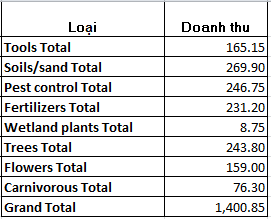 Loại Doanh thu
Tools Total 165.15
Soils/sand Total 269.90
Pest control Total 246.75
Fertilizers Total 231.20
Wetland plants Total 8.75
Trees Total 243.80
Flowers Total 159.00
Carnivorous Total 76.30
Grand Total 1,400.85